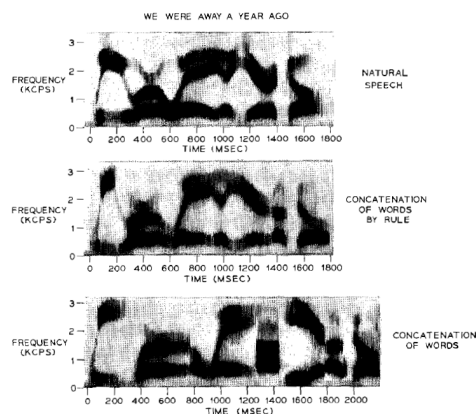 WE WERE AWAY A YEAR AGO
3
2
1
0
FREQUENCY
(KCPS)
NATURAL
SPEECH
0 200 400 600 800 1000 1200 1400 1600 1800
TIME (MSEC)
3
2
1
0
FREQUENCY
(KCPS)
CONCATENATION
OF WORDS
BY RULE
0 200 400 600 800 1000 1200 1400 1600 1800
TIME (MSEC)
3
2
1
0
FREQUENCY
(KCPS)
CONCATENATION
OF WORDS
0 200 400 600 800 1000 1200 1400 1600 1800 2000
TIME (MSEC)